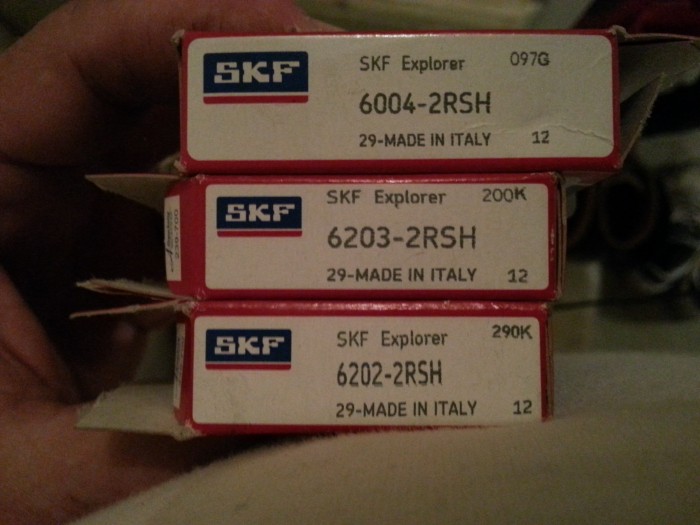 SKF
SKF Explorer 097G
6004-2RSH
29-MADE IN ITALY 12
SKF
SKF Explorer 200K
6203-2RSH
29-MADE IN ITALY 12
SKF
SKF Explorer 290K
6202-2RSH
29-MADE IN ITALY 12